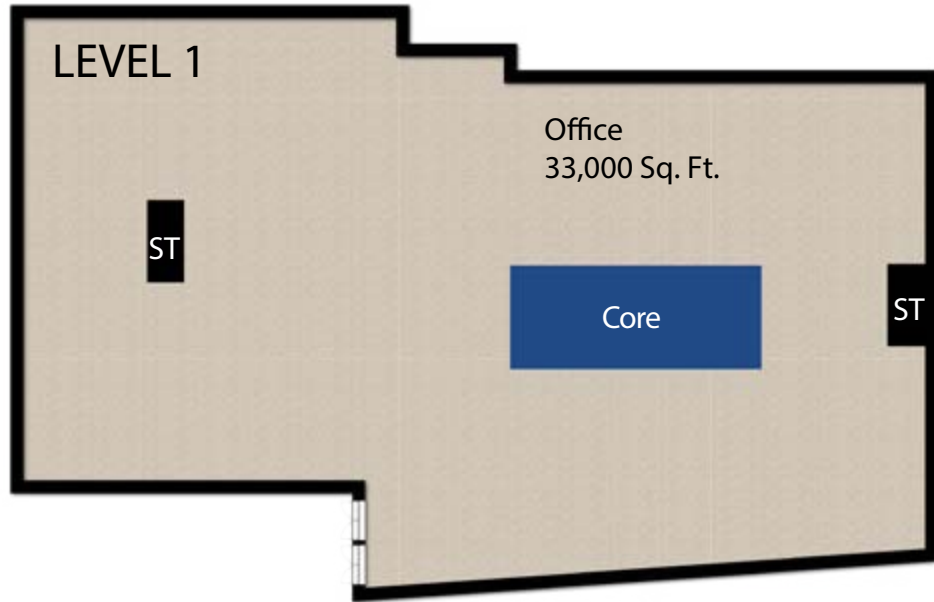 LEVEL 1
Office
33,000 Sq. Ft.
ST
Core
ST